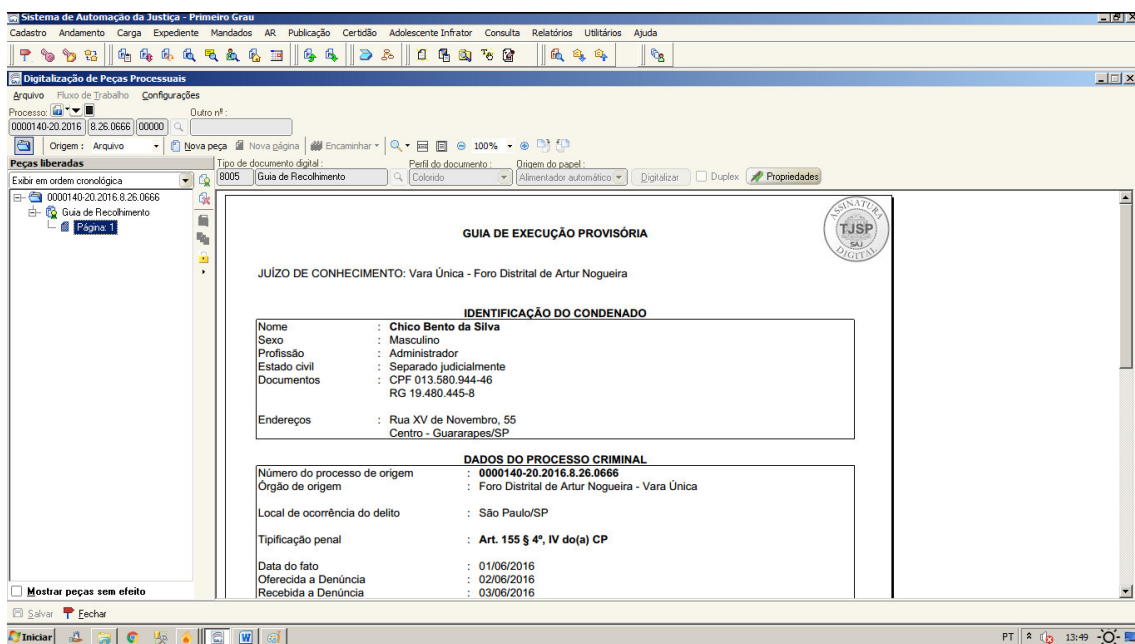 Sistema de Automação da Justiça - Primeiro Grau
Cadastro Andamento Carga Expediente Mandados AR Publicação Certidão Adolescente Infrator Consulta Relatórios Utilitários Ajuda
Digitalização de Peças Processuais
Arquivo Fluxo de Trabalho Configurações
Processo: Outro nº :
0000140-20.2016 8.26.0666 00000
Origem : Arquivo Nova peça Nova página Encaminhar 100%
Peças liberadas Tipo de documento digital : Perfil do documento : Origem do papel :
Exibir em ordem cronológica 8005 Guia de Recolhimento Colorido Alimentador automático Digitalizar Duplex Propriedades
0000140-20.2016.8.26.0666
Guia de Recolhimento
Página: 1
ASSINATURA
TJSP
SAJ
DIGITAL
GUIA DE EXECUÇÃO PROVISÓRIA
JUÍZO DE CONHECIMENTO: Vara Única - Foro Distrital de Artur Nogueira
IDENTIFICAÇÃO DO CONDENADO
Nome : Chico Bento da Silva
Sexo : Masculino
Profissão : Administrador
Estado civil : Separado judicialmente
Documentos : CPF 013.580.944-46
RG 19.480.445-8
Endereços : Rua XV de Novembro, 55
Centro - Guararapes/SP
DADOS DO PROCESSO CRIMINAL
Número do processo de origem : 0000140-20.2016.8.26.0666
Órgão de origem : Foro Distrital de Artur Nogueira - Vara Única
Local de ocorrência do delito : São Paulo/SP
Tipificação penal : Art. 155 § 4º, IV do(a) CP
Data do fato : 01/06/2016
Oferecida a Denúncia : 02/06/2016
Recebida a Denúncia : 03/06/2016
Mostrar peças sem efeito
Salvar Fechar
Iniciar PT 13:49